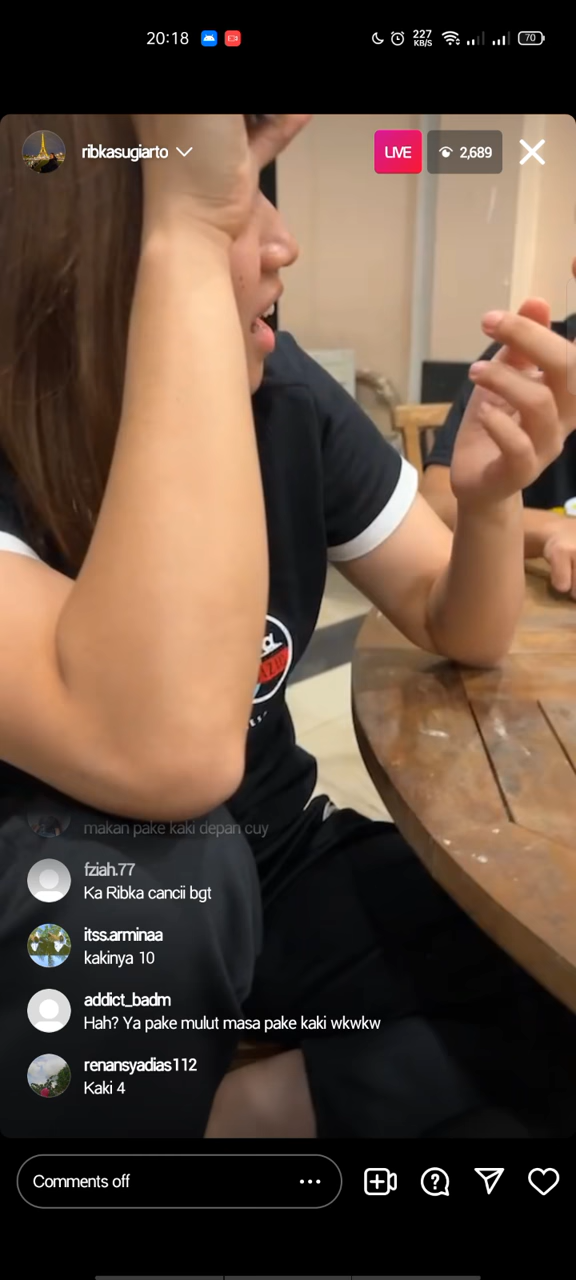 20:18
227
KB/S
70
ribkasugiarto
LIVE
2,689
makan pake kaki depan cuy
fziah.77
Ka Ribka cancii bgt
itss.arminaa
kakinya 10
addict_badm
Hah? Ya pake mulut masa pake kaki wkwkw
renansyadias112
Kaki 4
Comments off